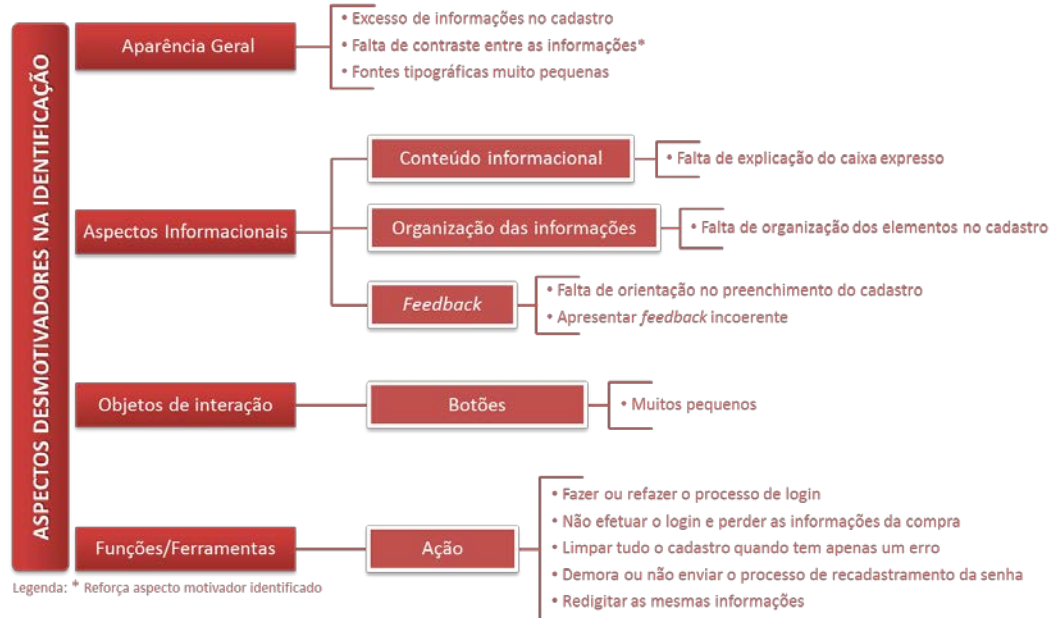 ASPECTOS DESMOTIVADORES NA IDENTIFICAÇÃO
Aparência Geral
• Excesso de informações no cadastro
• Falta de contraste entre as informações*
• Fontes tipográficas muito pequenas
Aspectos Informacionais
Conteúdo informacional
• Falta de explicação do caixa expresso
Organização das informações
• Falta de organização dos elementos no cadastro
Feedback
• Falta de orientação no preenchimento do cadastro
• Apresentar feedback incoerente
Objetos de interação
Botões
• Muitos pequenos
Funções/Ferramentas
Ação
• Fazer ou refazer o processo de login
• Não efetuar o login e perder as informações da compra
• Limpar tudo o cadastro quando tem apenas um erro
• Demora ou não enviar o processo de recadastramento da senha
• Redigitar as mesmas informações
Legenda: * Reforça aspecto motivador identificado